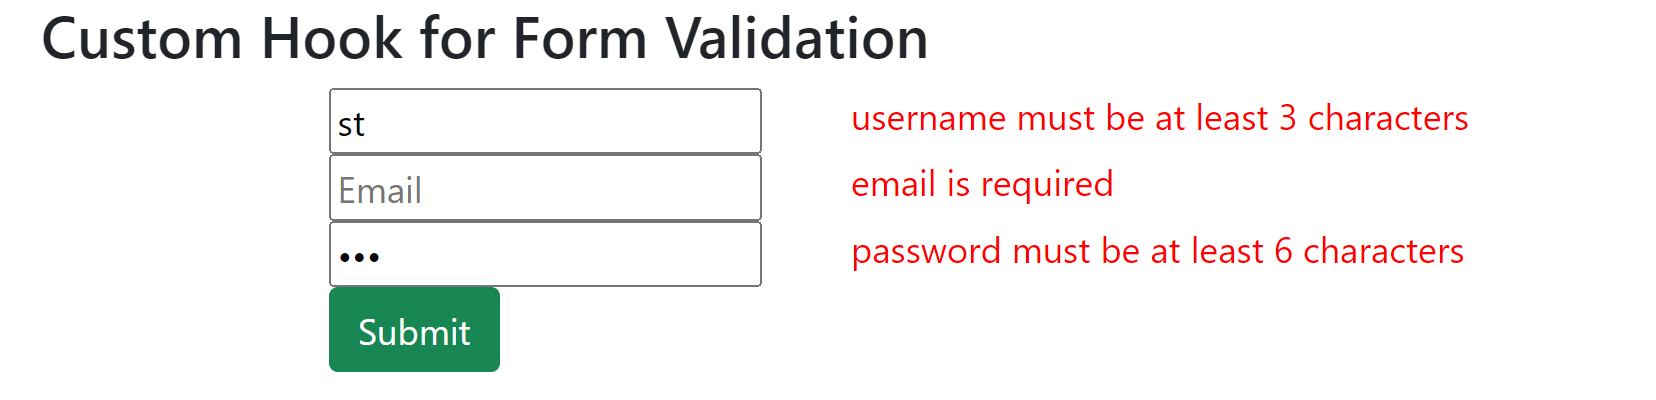 Custom Hook for Form Validation
st username must be at least 3 characters
Email email is required
••• password must be at least 6 characters
Submit